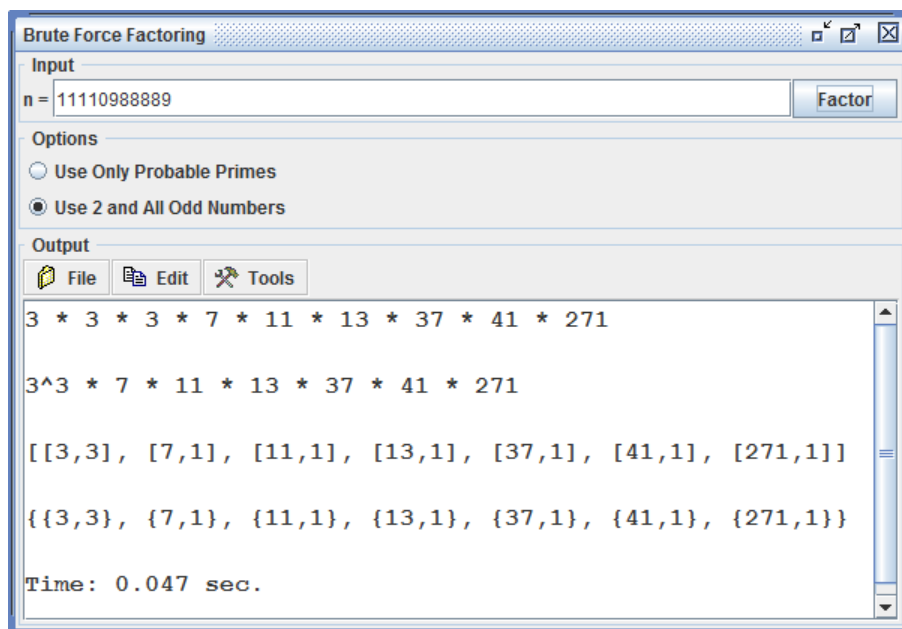 Brute Force Factoring
Input
n = 11110988889 Factor
Options
Use Only Probable Primes
Use 2 and All Odd Numbers
Output
File Edit Tools
3 * 3 * 3 * 7 * 11 * 13 * 37 * 41 * 271
3^3 * 7 * 11 * 13 * 37 * 41 * 271
[[3,3], [7,1], [11,1], [13,1], [37,1], [41,1], [271,1]]
{{3,3}, {7,1}, {11,1}, {13,1}, {37,1}, {41,1}, {271,1}}
Time: 0.047 sec.